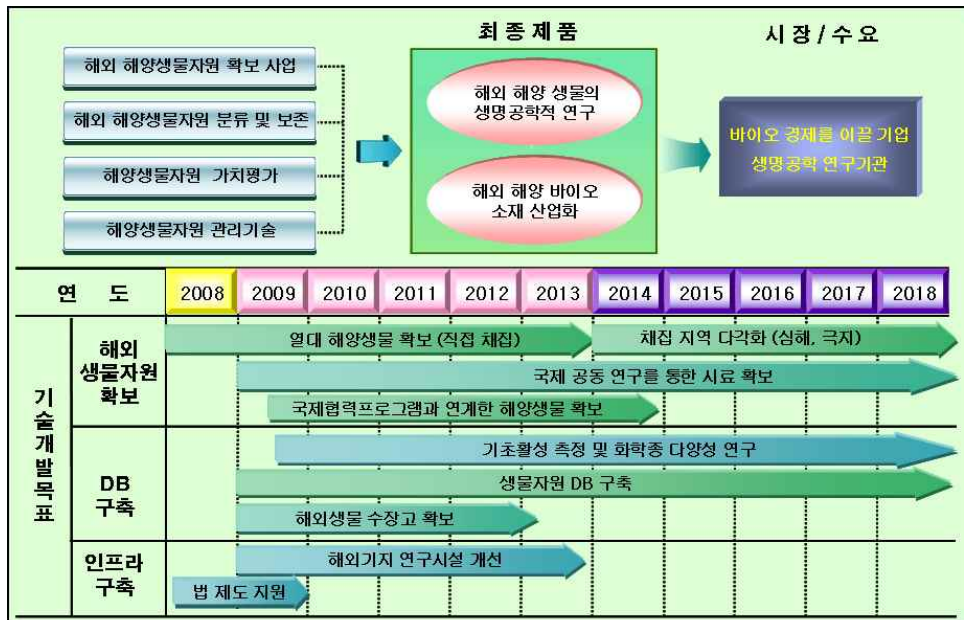 최종제품
시장/수요
해외 해양생물자원 확보 사업
해외 해양생물자원 분류 및 보존
해양생물자원 가치평가
해양생물자원 관리기술
해외 해양 생물의
생명공학적 연구
해외 해양 바이오
소재 산업화
바이오 경제를 이끌 기업
생명공학 연구기관
연 도 2008 2009 2010 2011 2012 2013 2014 2015 2016 2017 2018
기술개발목표
해외
생물자원
확보
열대 해양생물 확보 (직접 채집)
채집 지역 다각화 (심해, 극지)
국제 공동 연구를 통한 시료 확보
국제협력프로그램과 연계한 해양생물 확보
DB
구축
기초활성 측정 및 화학종 다양성 연구
생물자원 DB 구축
해외생물 수장고 확보
인프라
구축
해외기지 연구시설 개선
법 제도 지원